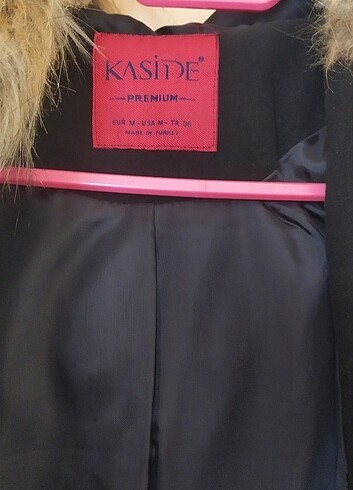 KASİDE
PREMIUM
EUR M - USA M - TR 38
MADE IN TURKEY